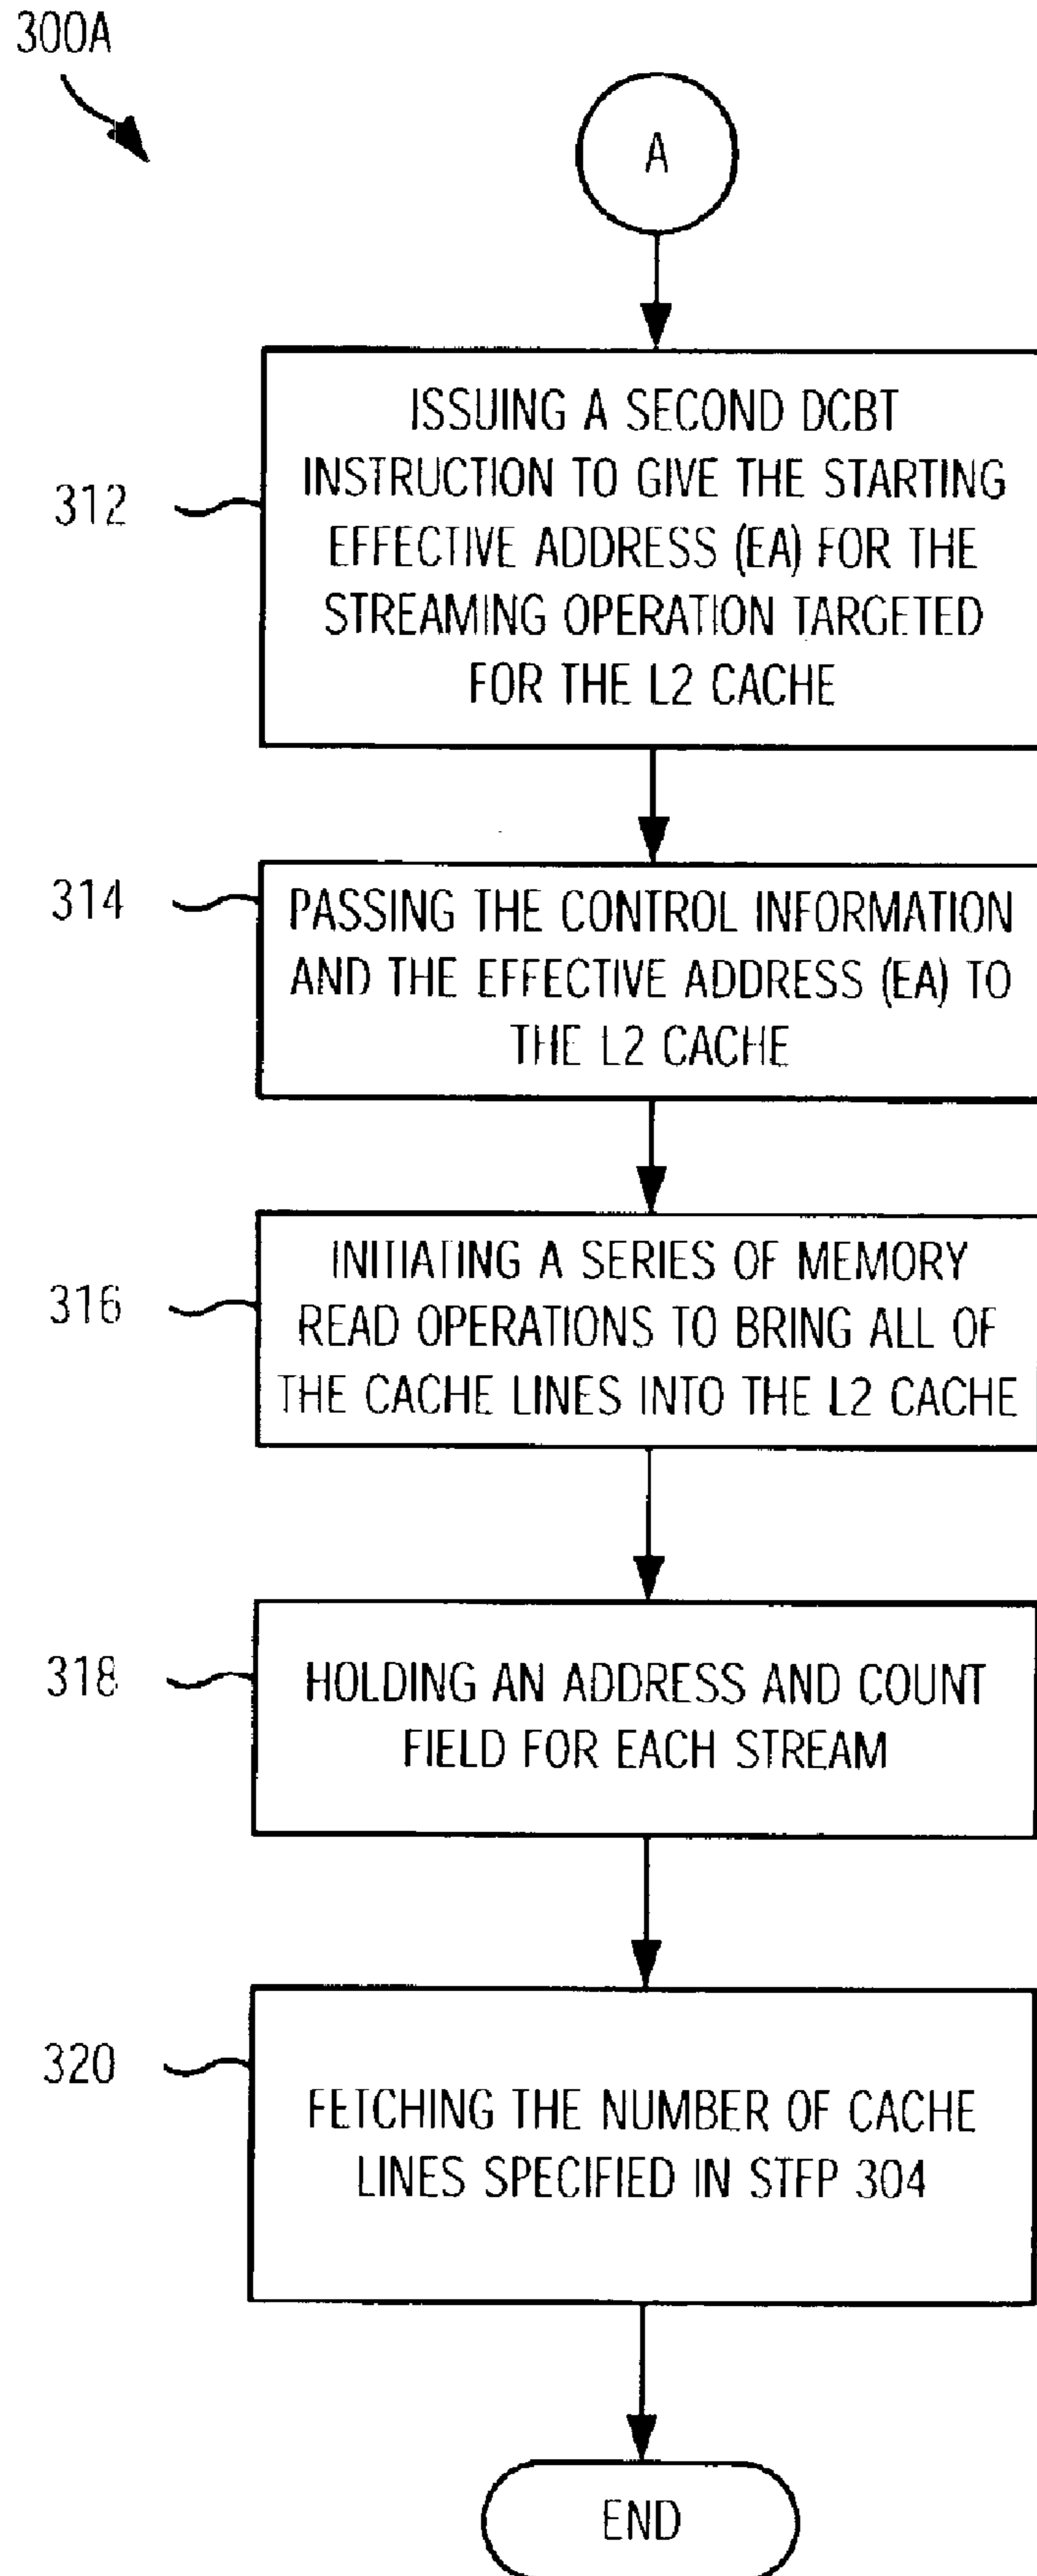 300A
A
312
ISSUING A SECOND DCBT
INSTRUCTION TO GIVE THE STARTING
EFFECTIVE ADDRESS (EA) FOR THE
STREAMING OPERATION TARGETED
FOR THE L2 CACHE
314
PASSING THE CONTROL INFORMATION
AND THE EFFECTIVE ADDRESS (EA) TO
THE L2 CACHE
316
INITIATING A SERIES OF MEMORY
READ OPERATIONS TO BRING ALL OF
THE CACHE LINES INTO THE L2 CACHE
318
HOLDING AN ADDRESS AND COUNT
FIELD FOR EACH STREAM
320
FETCHING THE NUMBER OF CACHE
LINES SPECIFIED IN STEP 304
END